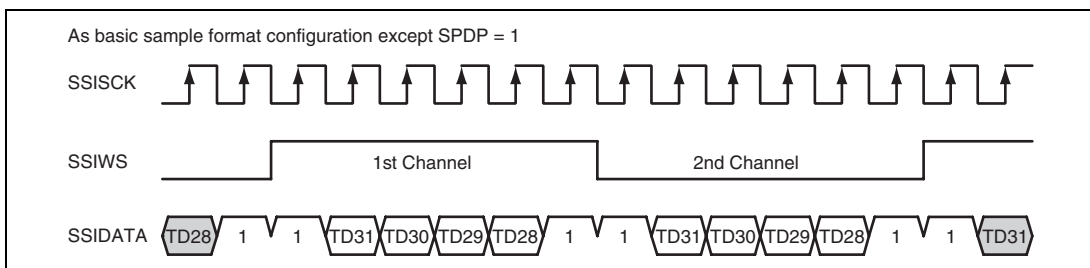 As basic sample format configuration except SPDP = 1
SSISCK
SSIWS 1st Channel 2nd Channel
SSIDATA TD28 1 1 TD31 TD30 TD29 TD28 1 1 TD31 TD30 TD29 TD28 1 1 TD31